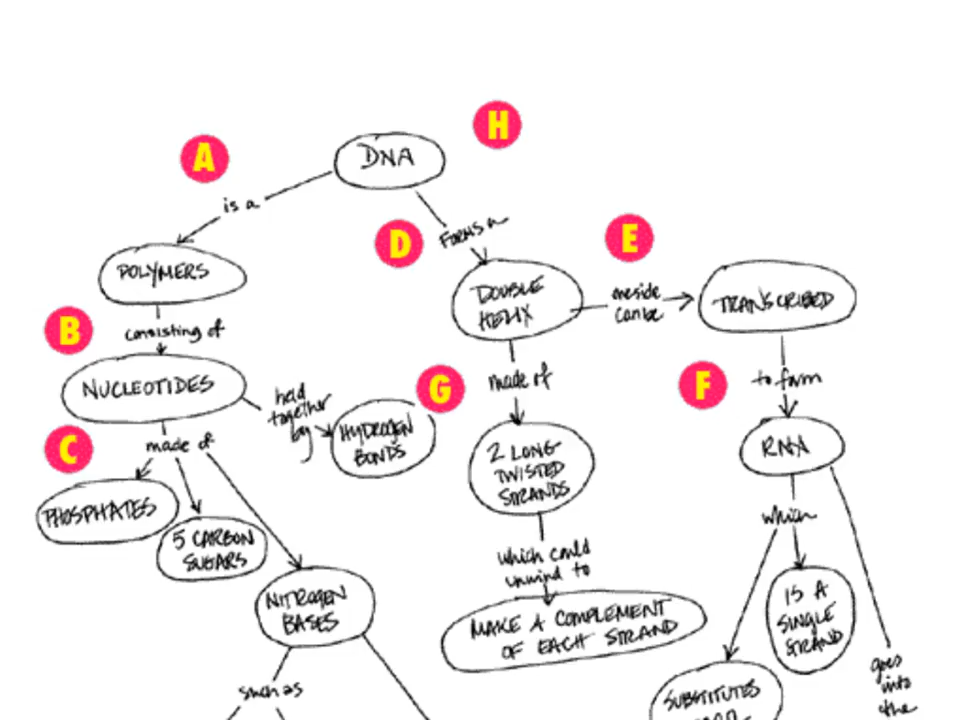 H
DNA
A
is a
D
Forms a
E
POLYMERS
DOUBLE
HELIX
can be
TRANSCRIBED
B
consisting of
NUCLEOTIDES
held
together
by
G
HYDROGEN
BONDS
made of
F
to form
C
made of
PHOSPHATES
5 CARBON
SUGARS
2 LONG
TWISTED
STRANDS
RNA
which
which could
unwind to
NITROGEN
BASES
MAKE A COMPLEMENT
OF EACH STRAND
IS A
SINGLE
STRAND
such as
SUBSTITUTES
goes
into
the